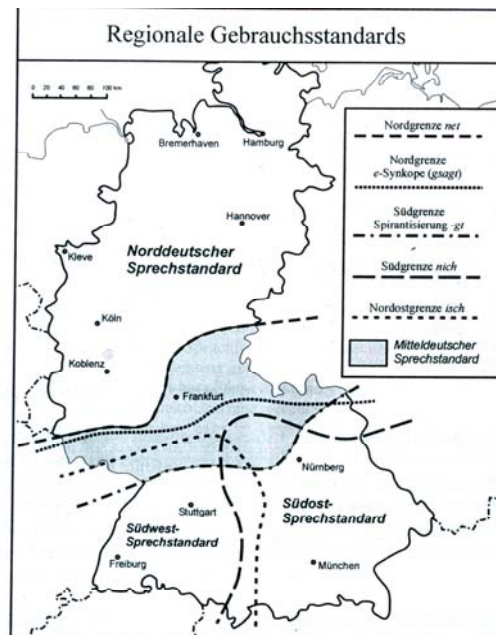 Regionale Gebrauchsstandards
0 20 40 60 80 100 km
Bremerhaven
Hamburg
Hannover
Kleve
Norddeutscher
Sprechstandard
Köln
Koblenz
Frankfurt
Nürnberg
Stuttgart
Südost-
Sprechstandard
Südwest-
Sprechstandard
Freiburg
München
Nordgrenze net
Nordgrenze
e-Synkope (gsagt)
Südgrenze
Spirantisierung -gt
Südgrenze nich
Nordostgrenze isch
Mitteldeutscher
Sprechstandard